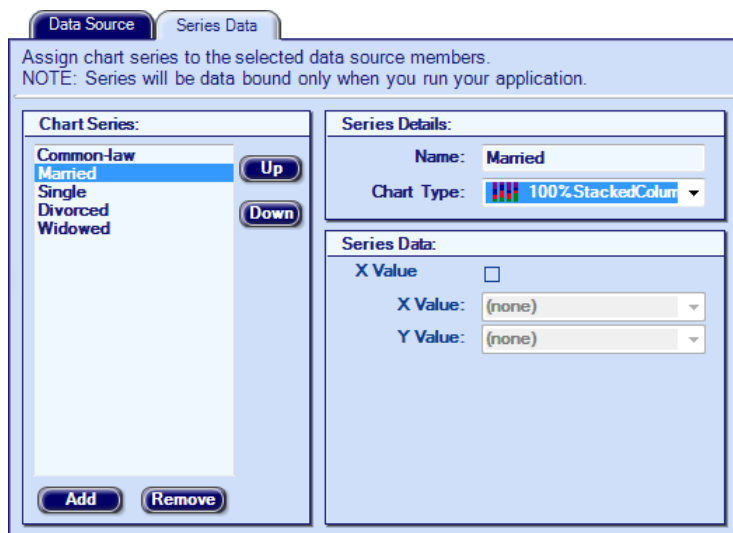 Data Source
Series Data
Assign chart series to the selected data source members.
NOTE: Series will be data bound only when you run your application.
Chart Series:
Common-law
Married
Single
Divorced
Widowed
Up
Down
Add
Remove
Series Details:
Name: Married
Chart Type: 100%StackedColum
Series Data:
X Value
X Value: (none)
Y Value: (none)